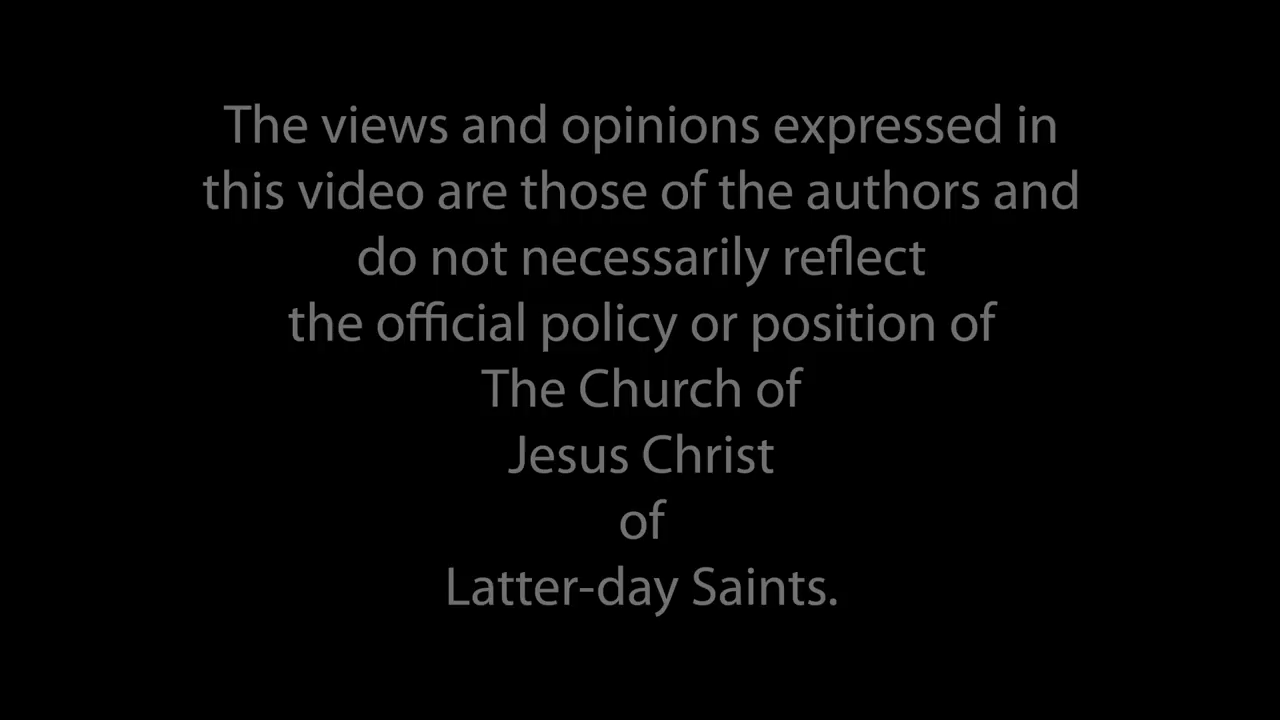 The views and opinions expressed in
this video are those of the authors and
do not necessarily reflect
the official policy or position of
The Church of
Jesus Christ
of
Latter-day Saints.